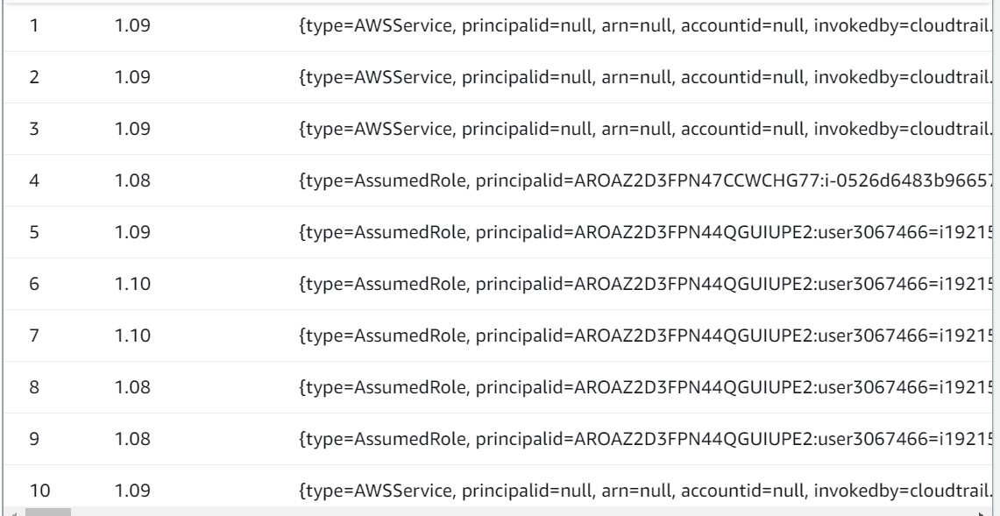 1 1.09 {type=AWSService, principalid=null, arn=null, accountid=null, invokedby=cloudtrail.
2 1.09 {type=AWSService, principalid=null, arn=null, accountid=null, invokedby=cloudtrail.
3 1.09 {type=AWSService, principalid=null, arn=null, accountid=null, invokedby=cloudtrail.
4 1.08 {type=AssumedRole, principalid=AROAZ2D3FPN47CCWCHG77:i-0526d6483b96657
5 1.09 {type=AssumedRole, principalid=AROAZ2D3FPN44QGUIUPE2:user3067466=i19215
6 1.10 {type=AssumedRole, principalid=AROAZ2D3FPN44QGUIUPE2:user3067466=i19215
7 1.10 {type=AssumedRole, principalid=AROAZ2D3FPN44QGUIUPE2:user3067466=i19215
8 1.08 {type=AssumedRole, principalid=AROAZ2D3FPN44QGUIUPE2:user3067466=i19215
9 1.08 {type=AssumedRole, principalid=AROAZ2D3FPN44QGUIUPE2:user3067466=i19215
10 1.09 {type=AWSService, principalid=null, arn=null, accountid=null, invokedby=cloudtrail.